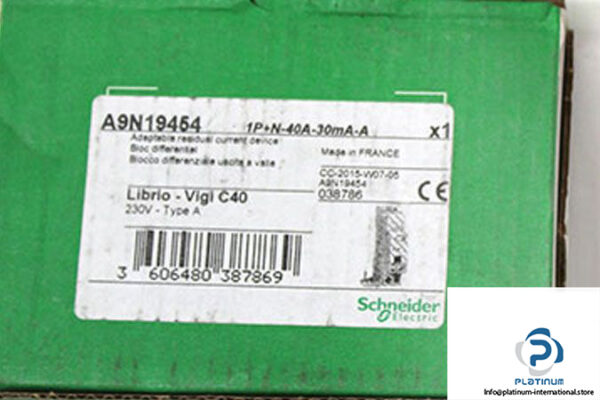 A9N19454 1P+N-40A-30mA-A x1
Adaptable residual current device
Bloc différentiel
Blocco differenziale uscita a valle
Made in FRANCE
CC-2015-W07-05
A9N19454
038786
CE
Librio - Vigi C40
230V - Type A
3 606480 387869
Schneider
Electric
PLATINUM
info@platinum-international.store